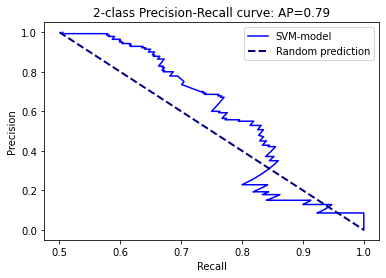 2-class Precision-Recall curve: AP=0.79
SVM-model
Random prediction
Precision
1.0
0.8
0.6
0.4
0.2
0.0
0.5
0.6
0.7
0.8
0.9
1.0
Recall